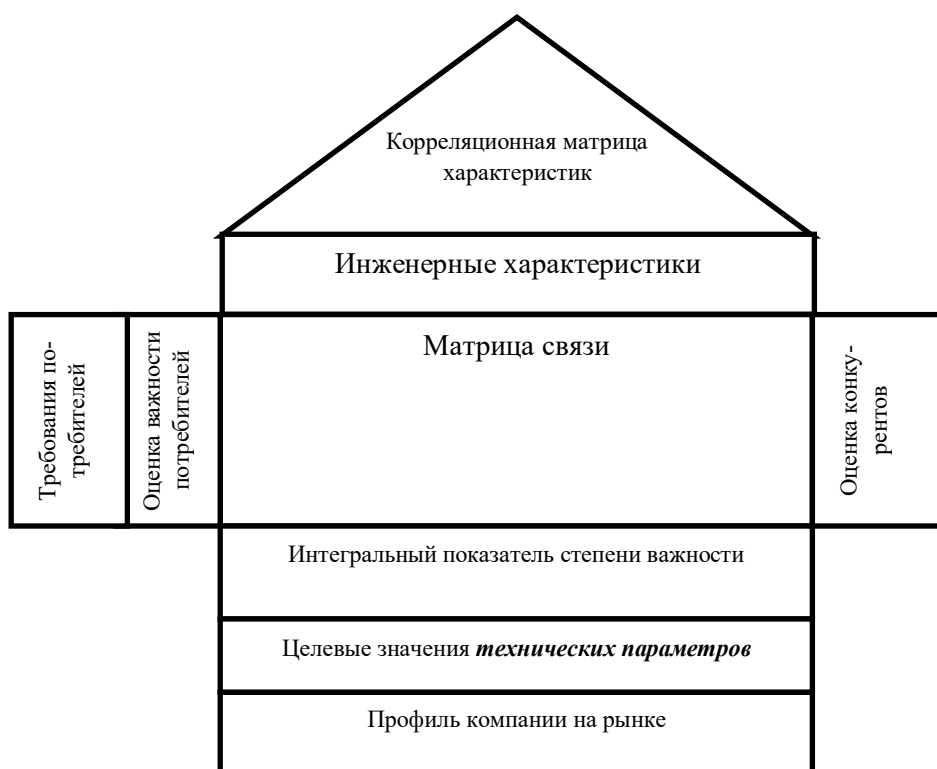 Корреляционная матрица
характеристик
Инженерные характеристики
Требования по-
требителей
Оценка важности
потребителей
Матрица связи
Оценка конку-
рентов
Интегральный показатель степени важности
Целевые значения технических параметров
Профиль компании на рынке